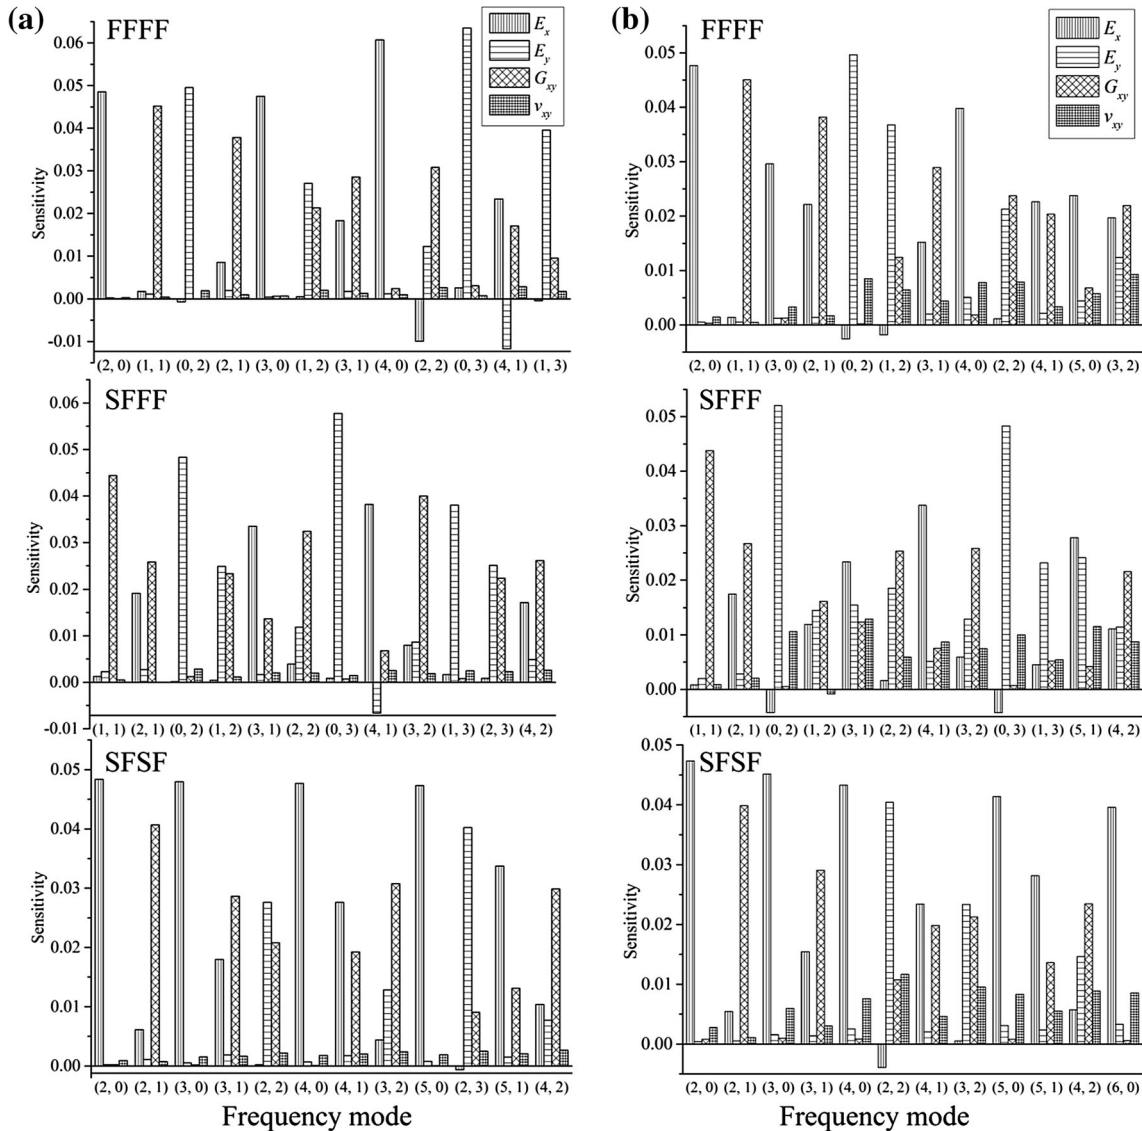 (a)
FFFF
E_x
E_y
G_xy
v_xy
Sensitivity
0.06
0.05
0.04
0.03
0.02
0.01
0.00
-0.01
(2, 0) (1, 1) (0, 2) (2, 1) (3, 0) (1, 2) (3, 1) (4, 0) (2, 2) (0, 3) (4, 1) (1, 3)
SFFF
Sensitivity
0.06
0.05
0.04
0.03
0.02
0.01
0.00
-0.01
(1, 1) (2, 1) (0, 2) (1, 2) (3, 1) (2, 2) (0, 3) (4, 1) (3, 2) (1, 3) (2, 3) (4, 2)
SFSF
Sensitivity
0.05
0.04
0.03
0.02
0.01
0.00
(2, 0) (2, 1) (3, 0) (3, 1) (2, 2) (4, 0) (4, 1) (3, 2) (5, 0) (2, 3) (5, 1) (4, 2)
Frequency mode
(b)
FFFF
E_x
E_y
G_xy
v_xy
Sensitivity
0.05
0.04
0.03
0.02
0.01
0.00
(2, 0) (1, 1) (3, 0) (2, 1) (0, 2) (1, 2) (3, 1) (4, 0) (2, 2) (4, 1) (5, 0) (3, 2)
SFFF
Sensitivity
0.05
0.04
0.03
0.02
0.01
0.00
(1, 1) (2, 1) (0, 2) (1, 2) (3, 1) (2, 2) (4, 1) (3, 2) (0, 3) (1, 3) (5, 1) (4, 2)
SFSF
Sensitivity
0.05
0.04
0.03
0.02
0.01
0.00
(2, 0) (2, 1) (3, 0) (3, 1) (4, 0) (2, 2) (4, 1) (3, 2) (5, 0) (5, 1) (4, 2) (6, 0)
Frequency mode